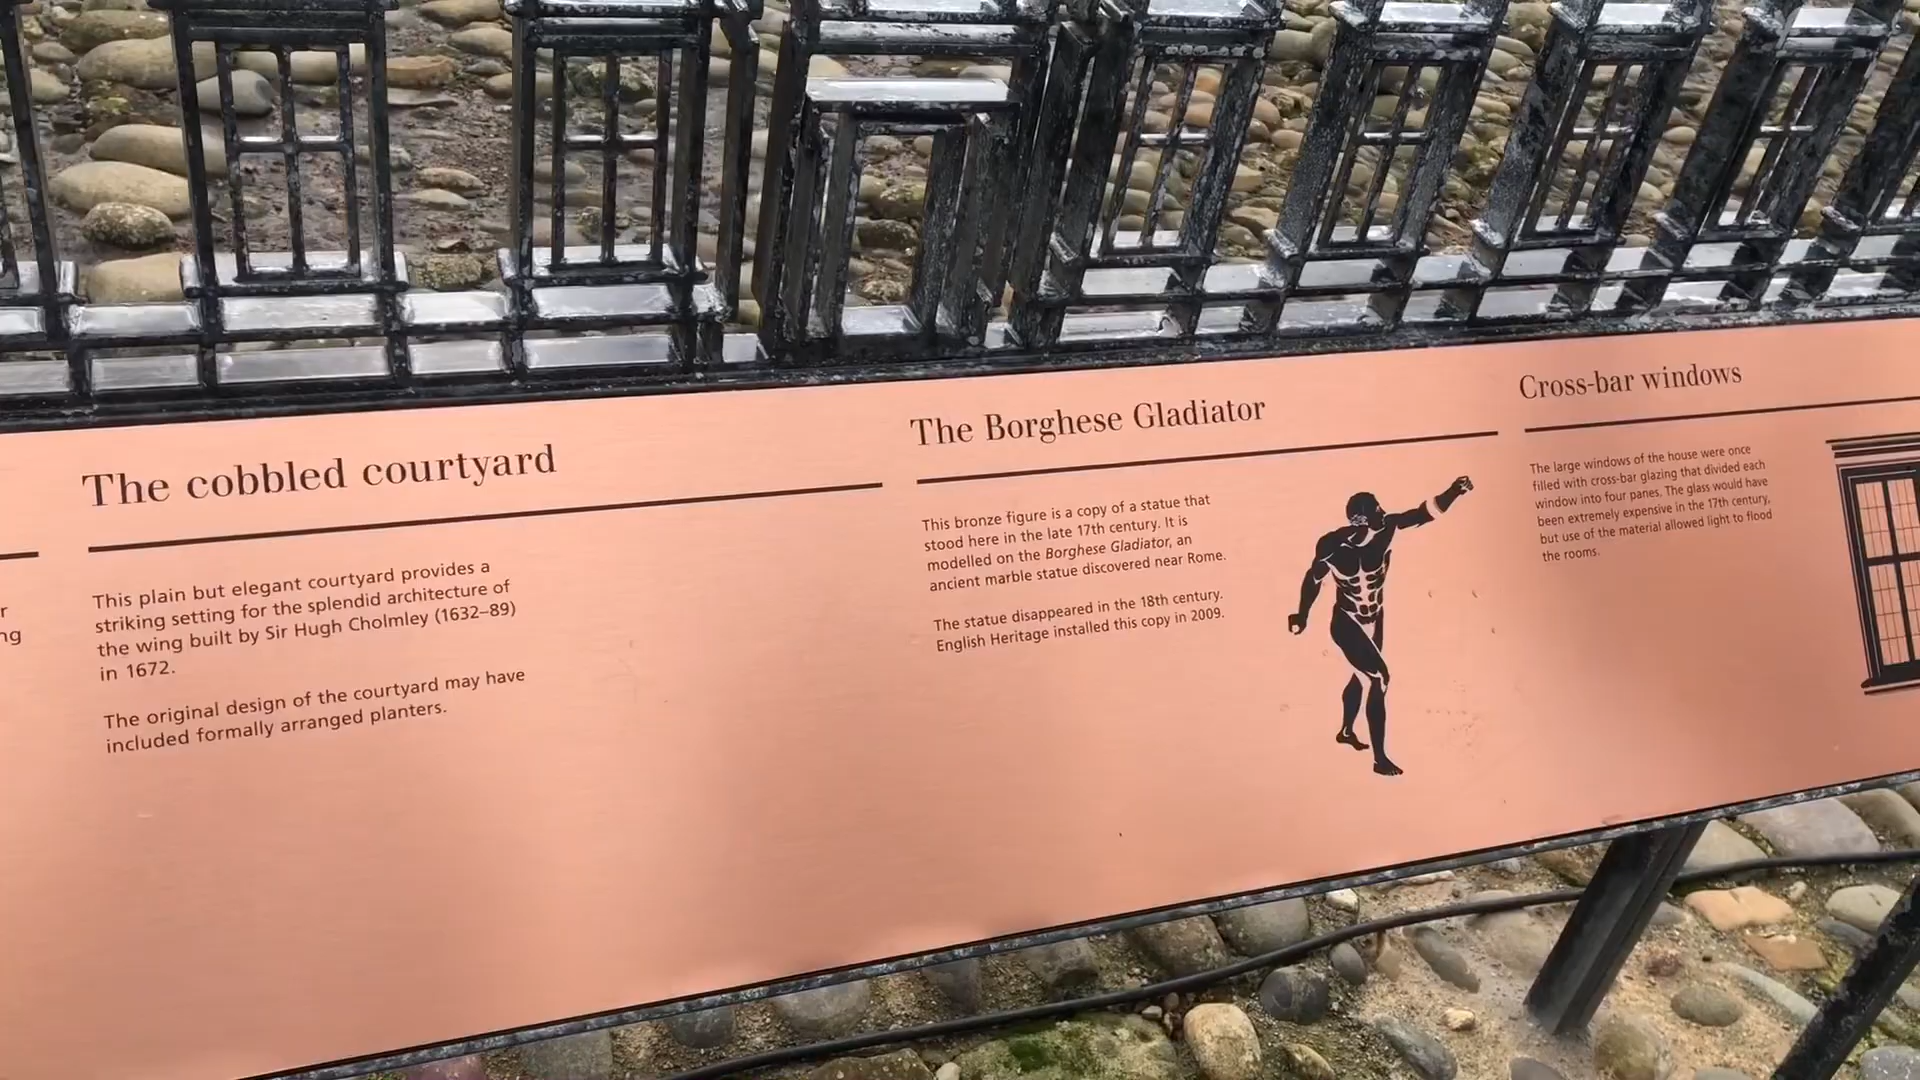 r
ng
The cobbled courtyard
This plain but elegant courtyard provides a
striking setting for the splendid architecture of
the wing built by Sir Hugh Cholmley (1632–89)
in 1672.
The original design of the courtyard may have
included formally arranged planters.
The Borghese Gladiator
This bronze figure is a copy of a statue that
stood here in the late 17th century. It is
modelled on the Borghese Gladiator, an
ancient marble statue discovered near Rome.
The statue disappeared in the 18th century.
English Heritage installed this copy in 2009.
Cross-bar windows
The large windows of the house were once
filled with cross-bar glazing that divided each
window into four panes. The glass would have
been extremely expensive in the 17th century,
but use of the material allowed light to flood
the rooms.